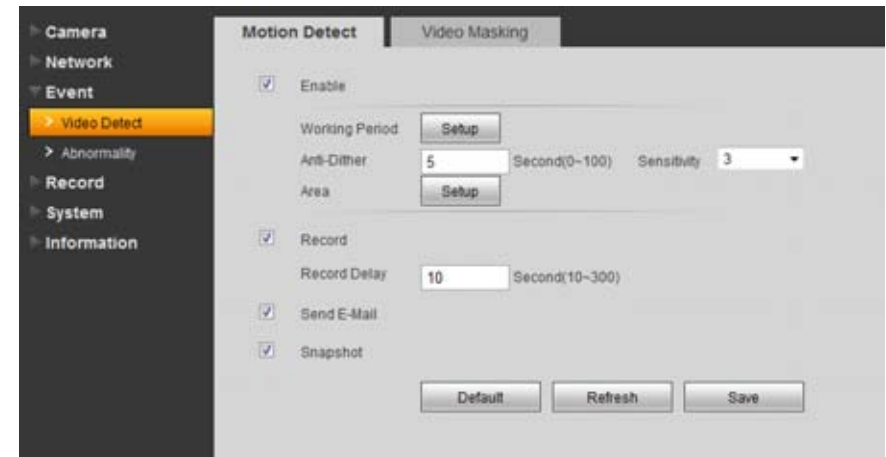 Camera
Network
Event
Video Detect
Abnormality
Record
System
Information
Motion Detect
Video Masking
Enable
Working Period Setup
Anti-Dither 5 Second(0~100) Sensitivity 3
Area Setup
Record
Record Delay 10 Second(10~300)
Send E-Mail
Snapshot
Default Refresh Save